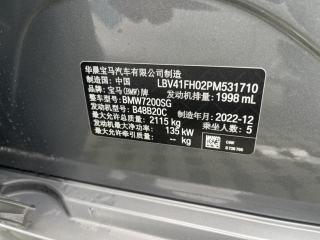 华晨宝马汽车有限公司制造
制造国：中国 LBV41FH02PM531710
品牌：宝马(BMW)牌
整车型号：BMW7200SG 发动机排量：1998 mL
发动机型号：B48B20C
最大允许总质量：2115 kg 制造年月：2022-12
发动机最大净功率：135 kW 乘坐人数：5
最大允许牵引质量：—— kg